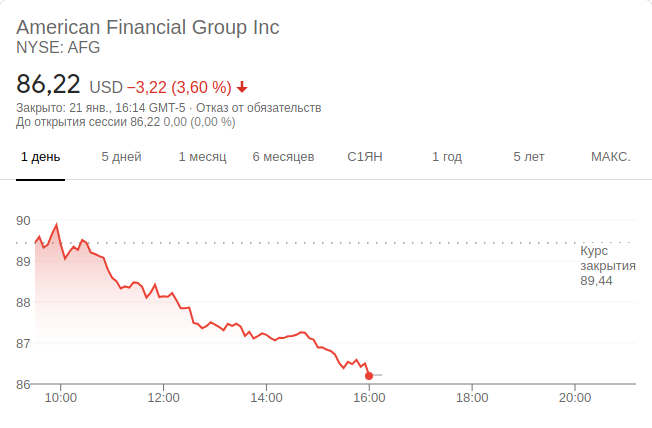 American Financial Group Inc
NYSE: AFG
86,22 USD −3,22 (3,60 %)
Закрыто: 21 янв., 16:14 GMT-5 · Отказ от обязательств
До открытия сессии 86,22 0,00 (0,00 %)
1 день 5 дней 1 месяц 6 месяцев С1ЯН 1 год 5 лет МАКС.
90
89
88
87
86
Курс
закрытия
89,44
10:00 12:00 14:00 16:00 18:00 20:00